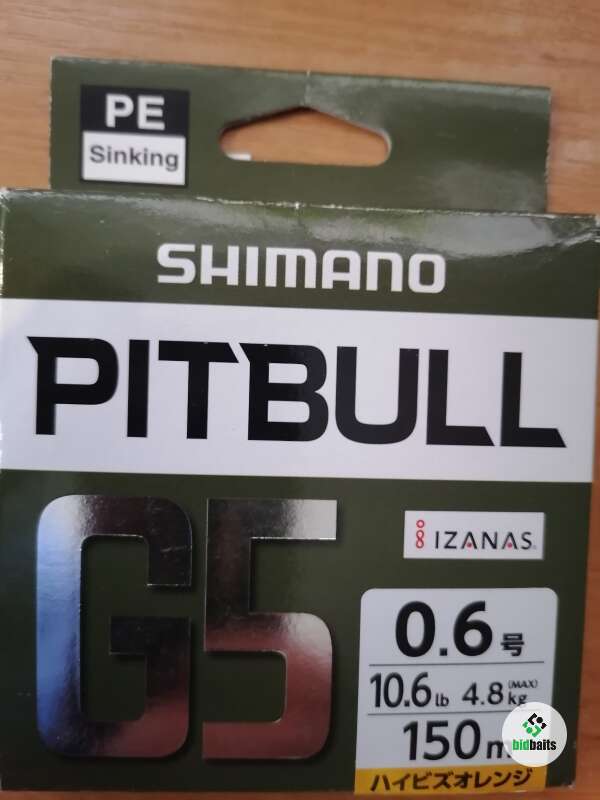 PE
Sinking
SHIMANO
PITBULL
G5
IZANAS
0.6号
10.6lb 4.8kg (MAX)
150m
bidbaits
ハイビズオレンジ